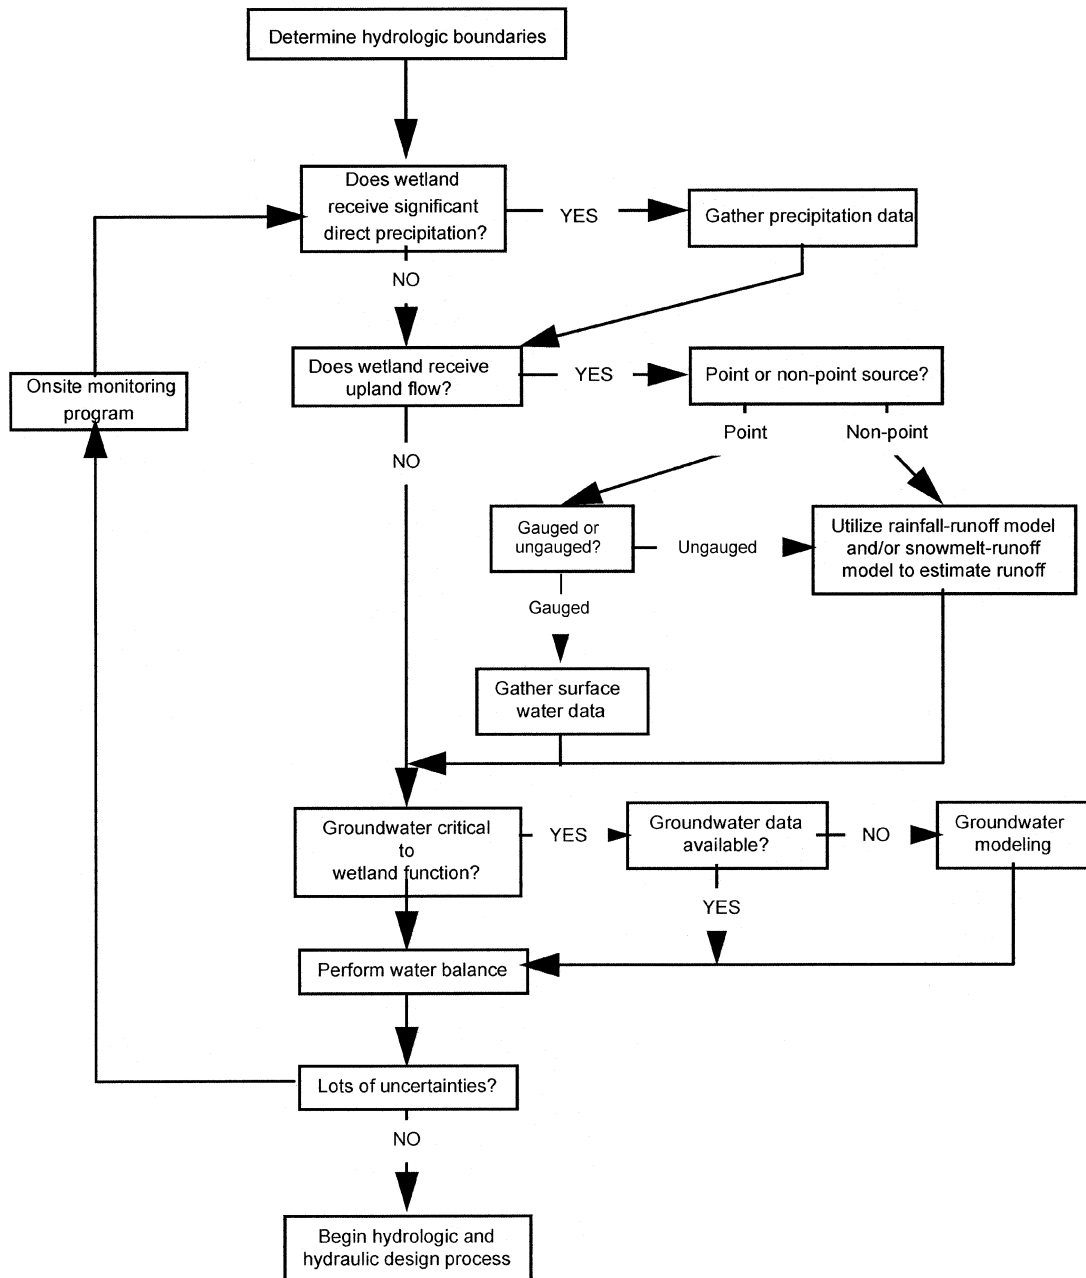 Determine hydrologic boundaries
Does wetland
receive significant
direct precipitation?
YES
Gather precipitation data
NO
Does wetland receive
upland flow?
YES
Point or non-point source?
Onsite monitoring
program
Point
Non-point
NO
Gauged or
ungauged?
Ungauged
Utilize rainfall-runoff model
and/or snowmelt-runoff
model to estimate runoff
Gauged
Gather surface
water data
Groundwater critical
to
wetland function?
YES
Groundwater data
available?
NO
Groundwater
modeling
YES
Perform water balance
Lots of uncertainties?
NO
Begin hydrologic and
hydraulic design process